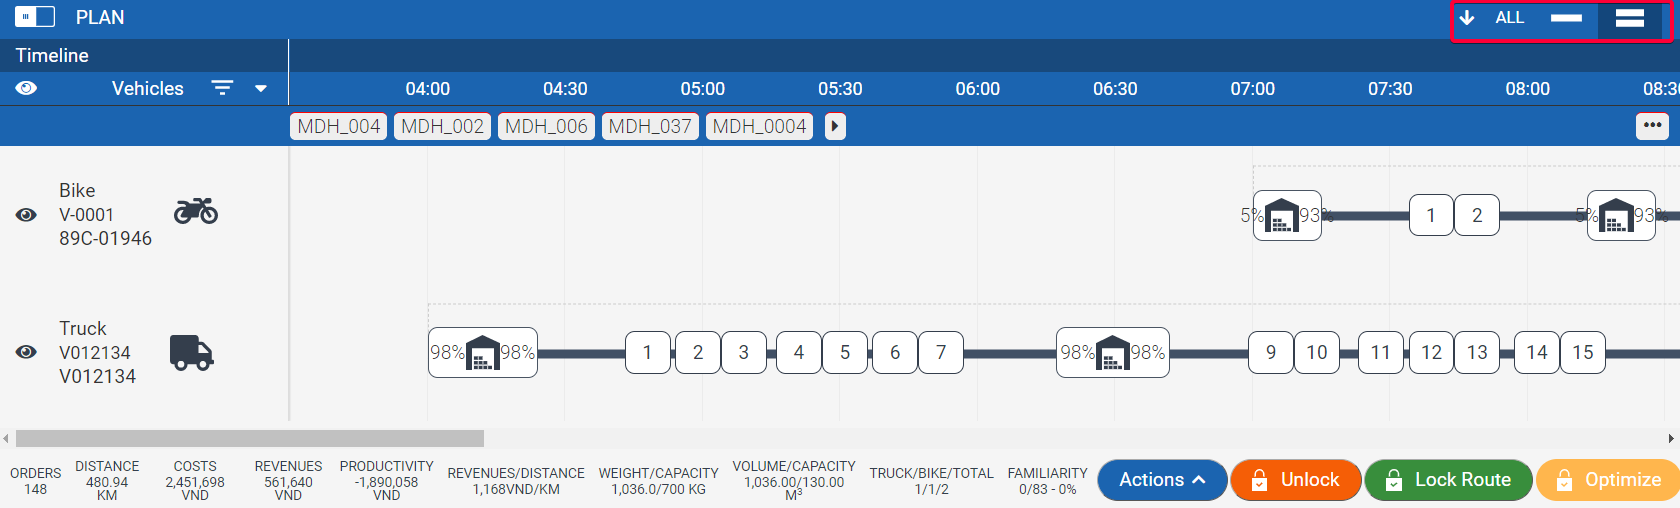 PLAN
ALL
Timeline
Vehicles 04:00 04:30 05:00 05:30 06:00 06:30 07:00 07:30 08:00 08:30
MDH_004 MDH_002 MDH_006 MDH_037 MDH_0004
Bike
V-0001
89C-01946
5% 93% 1 2 5% 93%
Truck
V012134
V012134
98% 98% 1 2 3 4 5 6 7 98% 98% 9 10 11 12 13 14 15
ORDERS
148
DISTANCE
480.94
KM
COSTS
2,451,698
VND
REVENUES
561,640
VND
PRODUCTIVITY
-1,890,058
VND
REVENUES/DISTANCE
1,168VND/KM
WEIGHT/CAPACITY
1,036.0/700 KG
VOLUME/CAPACITY
1,036.00/130.00
M³
TRUCK/BIKE/TOTAL
1/1/2
FAMILIARITY
0/83 - 0%
Actions
Unlock
Lock Route
Optimize